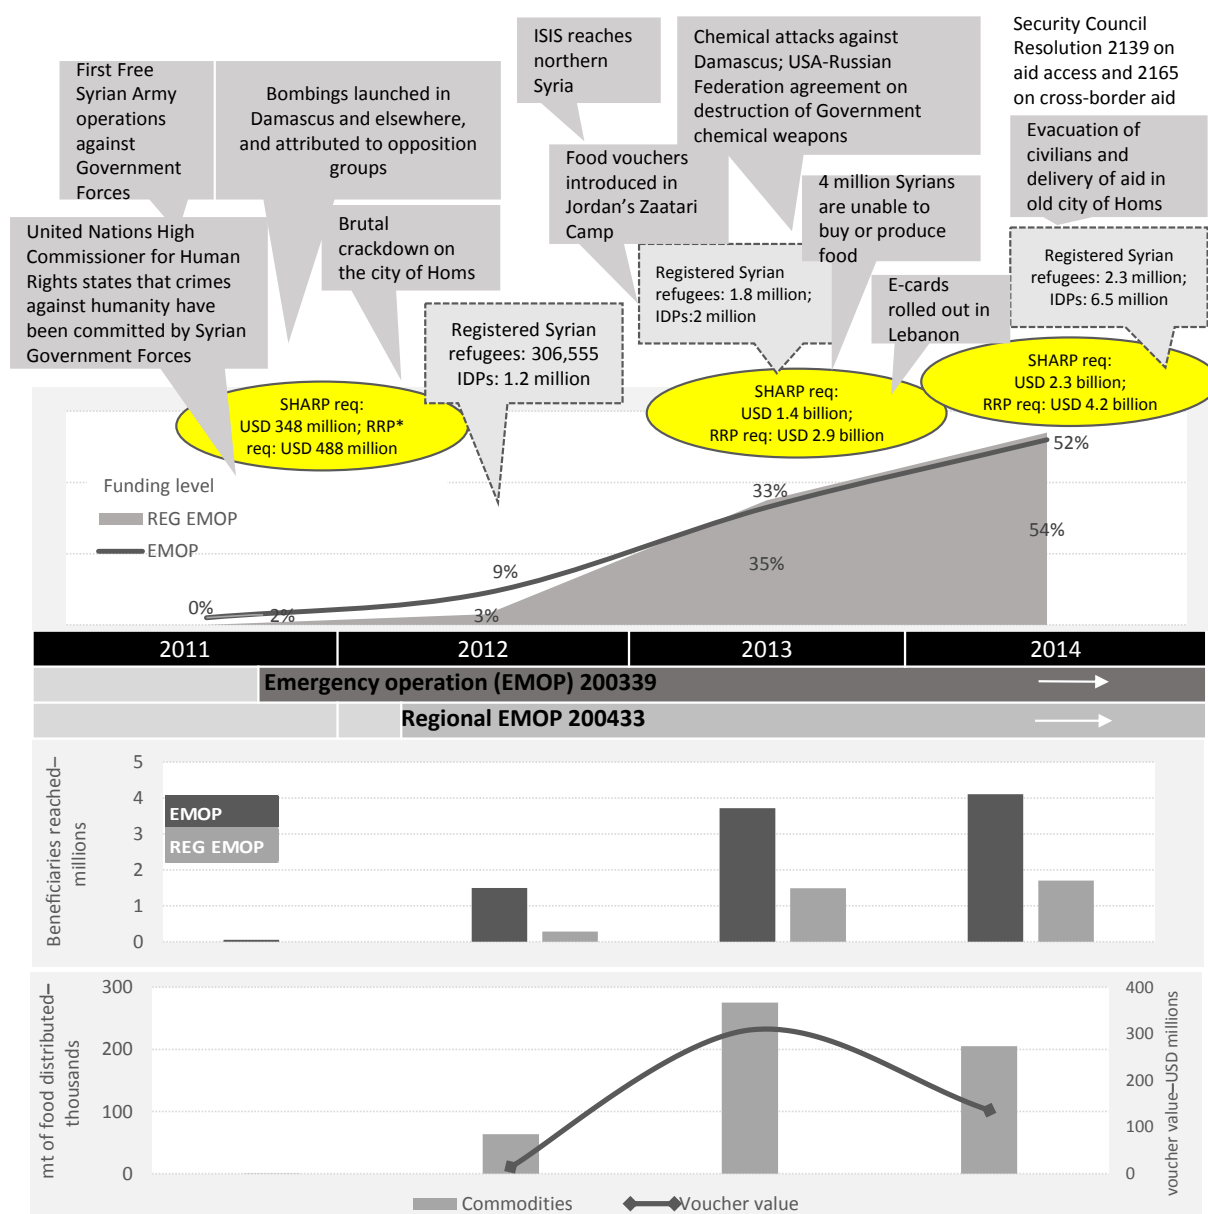 First Free
Syrian Army
operations
against
Government
Forces
Bombings launched in
Damascus and elsewhere,
and attributed to opposition
groups
ISIS reaches
northern
Syria
Chemical attacks against
Damascus; USA-Russian
Federation agreement on
destruction of Government
chemical weapons
Security Council
Resolution 2139 on
aid access and 2165
on cross-border aid
United Nations High
Commissioner for Human
Rights states that crimes
against humanity have
been committed by Syrian
Government Forces
Brutal
crackdown on
the city of Homs
Food vouchers
introduced in
Jordan’s Zaatari
Camp
4 million Syrians
are unable to
buy or produce
food
Evacuation of
civilians and
delivery of aid in
old city of Homs
Registered Syrian
refugees: 306,555
IDPs: 1.2 million
Registered Syrian
refugees: 1.8 million;
IDPs:2 million
E-cards
rolled out in
Lebanon
Registered Syrian
refugees: 2.3 million;
IDPs: 6.5 million
SHARP req:
USD 348 million; RRP*
req: USD 488 million
SHARP req:
USD 1.4 billion;
RRP req: USD 2.9 billion
SHARP req:
USD 2.3 billion;
RRP req: USD 4.2 billion
Funding level
REG EMOP
EMOP
0%
2%
9%
3%
33%
35%
52%
54%
2011
2012
2013
2014
Emergency operation (EMOP) 200339
Regional EMOP 200433
Beneficiaries reached–
millions
5
4
3
2
1
0
EMOP
REG EMOP
mt of food distributed–
thousands
300
200
100
0
400
300
200
100
0
voucher value–USD millions
Commodities
Voucher value